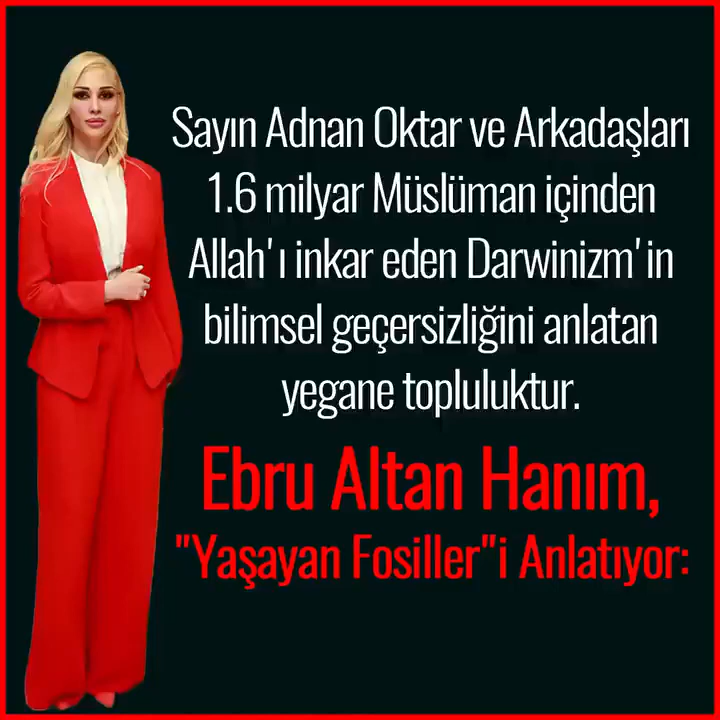 Sayın Adnan Oktar ve Arkadaşları
1.6 milyar Müslüman içinden
Allah'ı inkar eden Darwinizm'in
bilimsel geçersizliğini anlatan
yegane topluluktur.
Ebru Altan Hanım,
"Yaşayan Fosiller"i Anlatıyor: